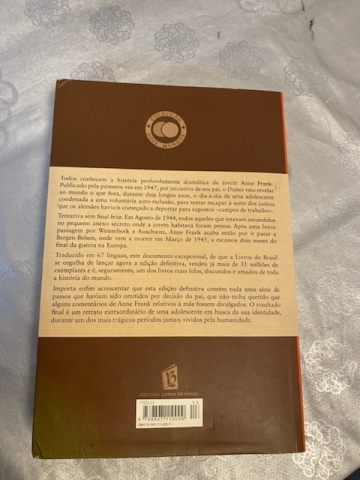 COLECÇÃO
DOIS MUNDOS
Todos conhecem a história profundamente dramática da jovem Anne Frank.
Publicado pela primeira vez em 1947, por iniciativa de seu pai, o Diário veio revelar
ao mundo o que fora, durante dois longos anos, o dia-a-dia de uma adolescente
condenada a uma voluntária auto-reclusão, para tentar escapar à sorte dos judeus
que os alemães haviam começado a deportar para supostos «campos de trabalho».
Tentativa sem final feliz. Em Agosto de 1944, todos aqueles que estavam escondidos
no pequeno anexo secreto onde a jovem habitava foram presos. Após uma breve
passagem por Westerbork e Auschwitz, Anne Frank acaba então por ir parar a
Bergen-Belsen, onde vem a morrer em Março de 1945, a escassos dois meses do
final da guerra na Europa.
Traduzido em 67 línguas, este documento excepcional, de que a Livros do Brasil
se orgulha de lançar agora a edição definitiva, vendeu já mais de 31 milhões de
exemplares e é, seguramente, um dos livros mais lidos, discutidos e amados de toda
a história do mundo.
Importa enfim acrescentar que esta edição definitiva contém toda uma série de
passos que haviam sido omitidos por decisão do pai, que não tinha querido que
alguns comentários de Anne Frank relativos à mãe fossem divulgados. O resultado
final é um retrato extraordinário de uma adolescente em busca da sua identidade,
durante um dos mais trágicos períodos jamais vividos pela humanidade.